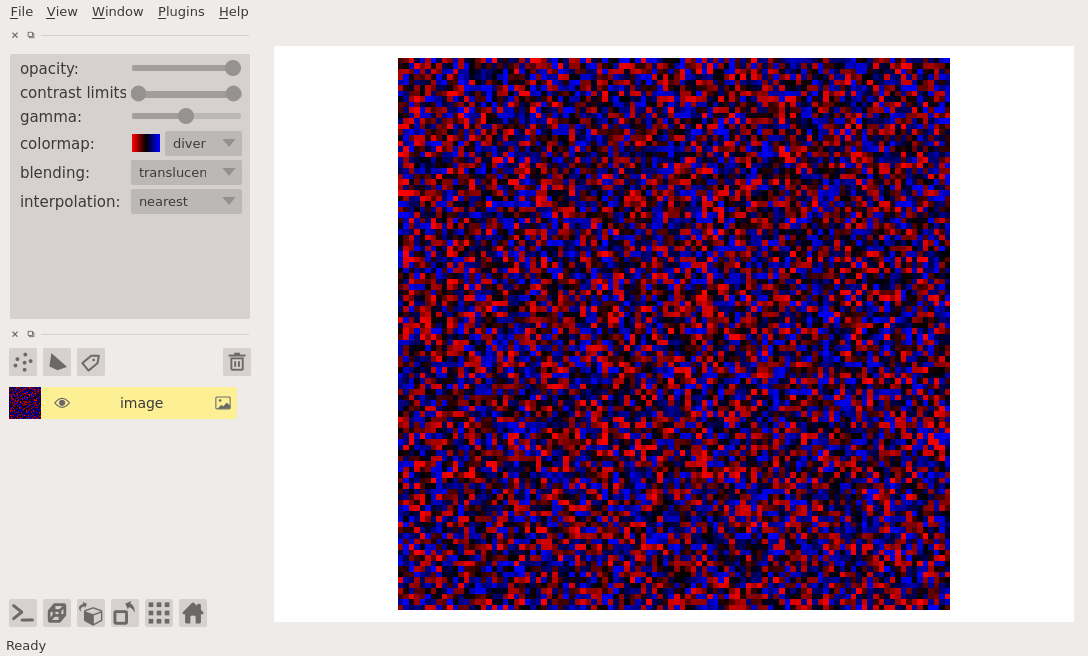 File View Window Plugins Help
opacity:
contrast limits
gamma:
colormap: diver
blending: translucen
interpolation: nearest
image
Ready